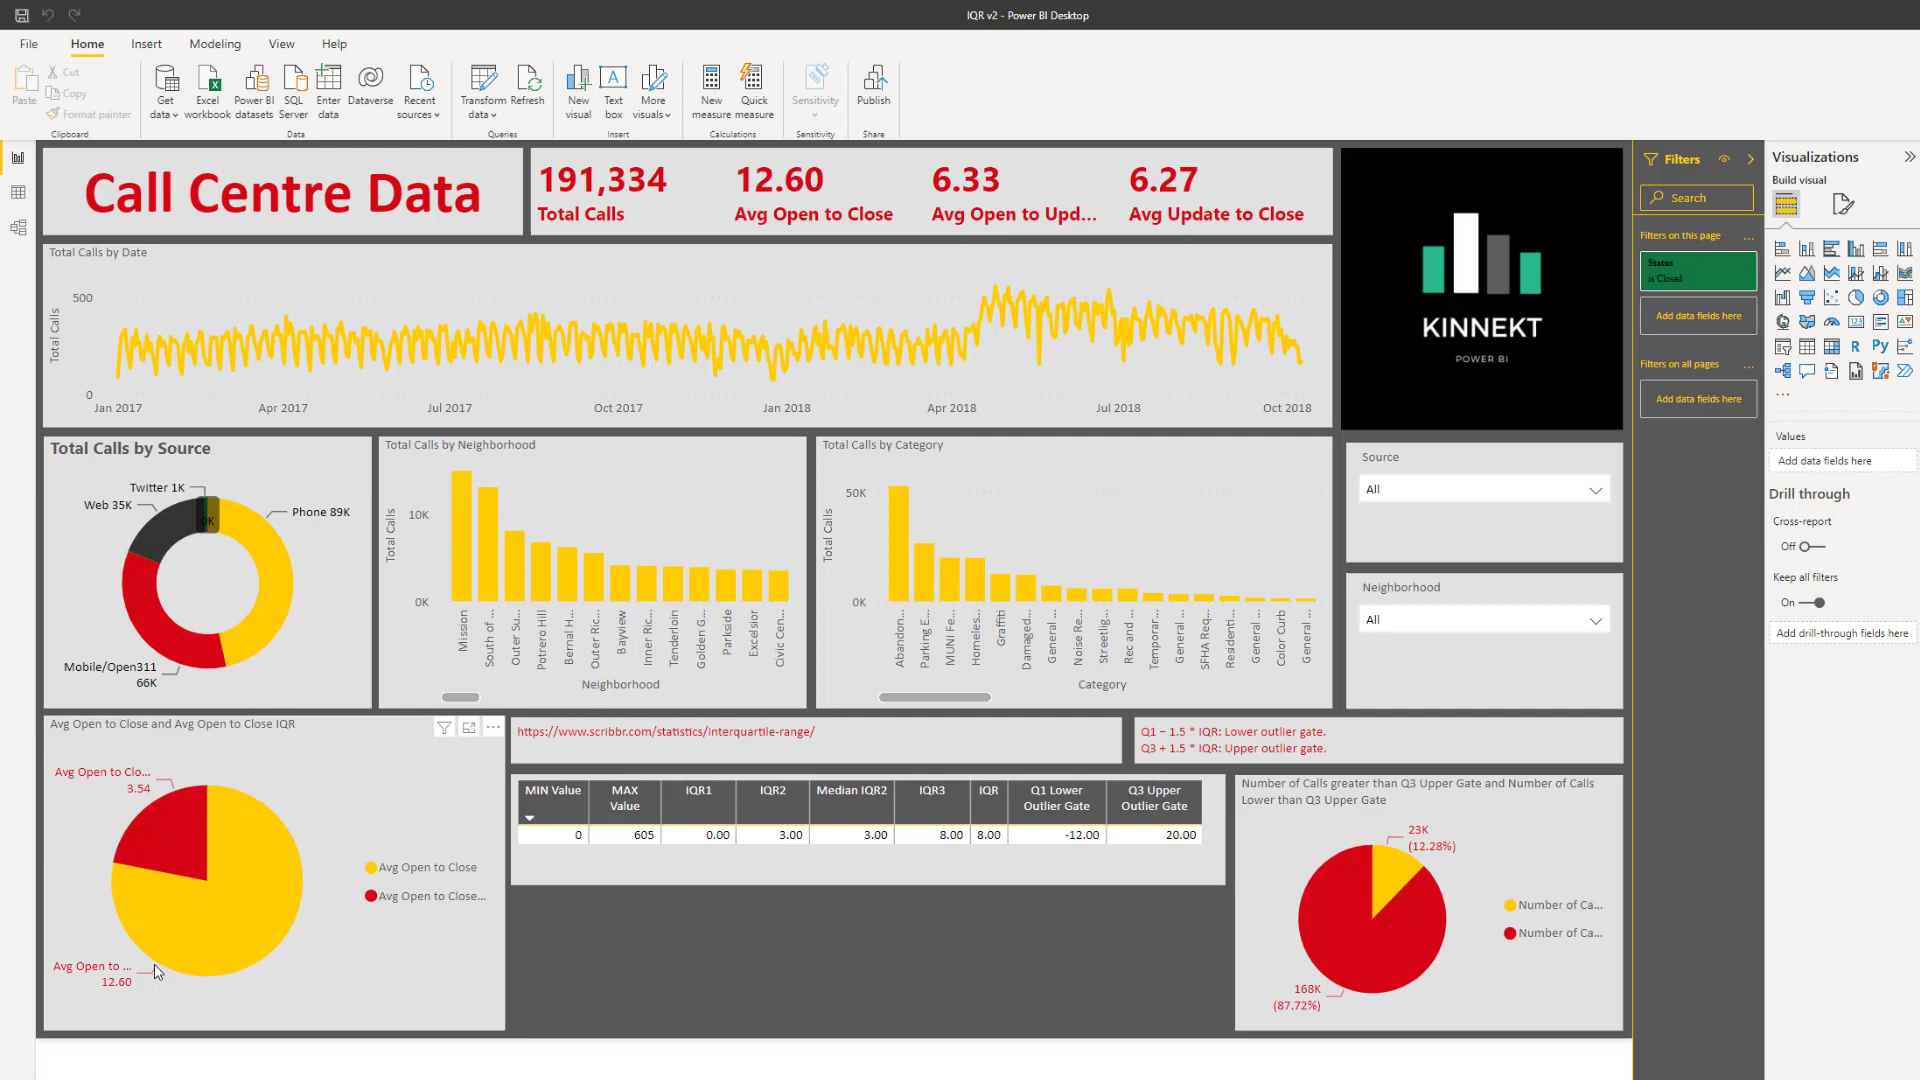 IQR v2 - Power BI Desktop
File Home Insert Modeling View Help
Paste Cut Copy Format painter
Get data Excel workbook Power BI datasets SQL Server Enter data Dataverse Recent sources
Transform data Refresh
New visual Text box More visuals
New measure Quick measure
Sensitivity Publish
Clipboard Data Queries Insert Calculations Sensitivity Share
Call Centre Data
191,334 12.60 6.33 6.27
Total Calls Avg Open to Close Avg Open to Upd... Avg Update to Close
Total Calls by Date
Total Calls
500
0
Jan 2017 Apr 2017 Jul 2017 Oct 2017 Jan 2018 Apr 2018 Jul 2018 Oct 2018
KINNEKT
POWER BI
Total Calls by Source
Twitter 1K
Web 35K
0K
Phone 89K
Mobile/Open311
66K
Total Calls by Neighborhood
Total Calls
10K
0K
Mission South of ... Outer Su... Potrero Hill Bernal H... Outer Ric... Bayview Inner Ric... Tenderloin Golden G... Parkside Excelsior Civic Cen...
Neighborhood
Total Calls by Category
Total Calls
50K
0K
Abandon... Parking E... MUNI Fe... Homeles... Graffiti Damaged... General ... Noise Re... Streetlig... Rec and ... Temporar... General ... SFHA Req... Residenti... General ... Color Curb General ...
Category
Source
All
Neighborhood
All
Avg Open to Close and Avg Open to Close IQR
Avg Open to Clo...
3.54
Avg Open to ...
12.60
Avg Open to Close
Avg Open to Close...
https://www.scribbr.com/statistics/interquartile-range/
Q1 − 1.5 * IQR: Lower outlier gate.
Q3 + 1.5 * IQR: Upper outlier gate.
MIN Value MAX Value IQR1 IQR2 Median IQR2 IQR3 IQR Q1 Lower Outlier Gate Q3 Upper Outlier Gate
0 605 0.00 3.00 3.00 8.00 8.00 -12.00 20.00
Number of Calls greater than Q3 Upper Gate and Number of Calls
Lower than Q3 Upper Gate
23K
(12.28%)
168K
(87.72%)
Number of Ca...
Number of Ca...
Filters
Search
Filters on this page ...
Status
is Closed
Add data fields here
Filters on all pages ...
Add data fields here
Visualizations
Build visual
123
R Py
...
Values
Add data fields here
Drill through
Cross-report
Off
Keep all filters
On
Add drill-through fields here